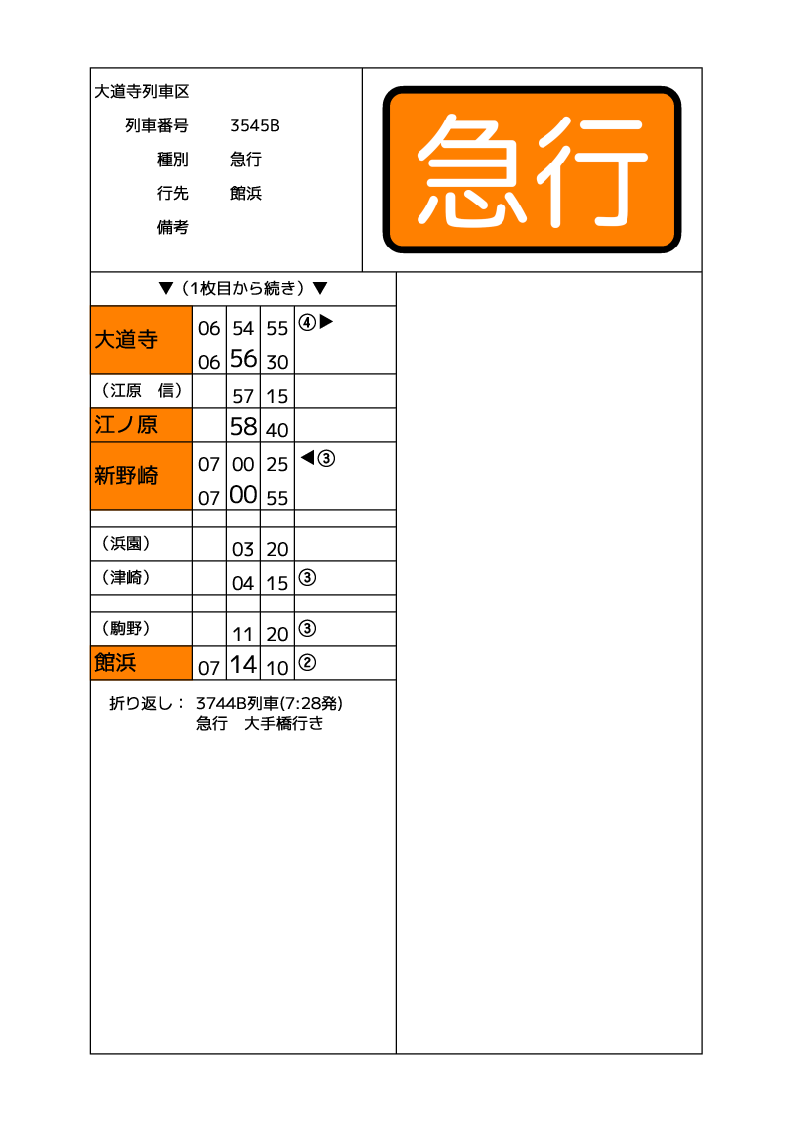 大道寺列車区
列車番号 3545B
種別 急行
行先 館浜
備考
急行
▼（1枚目から続き）▼
大道寺 06 54 55 ④▶
06 56 30
（江原　信） 57 15
江ノ原 58 40
新野崎 07 00 25 ◀③
07 00 55
（浜園） 03 20
（津崎） 04 15 ③
（駒野） 11 20 ③
館浜 07 14 10 ②
折り返し： 3744B列車(7:28発)
急行　大手橋行き